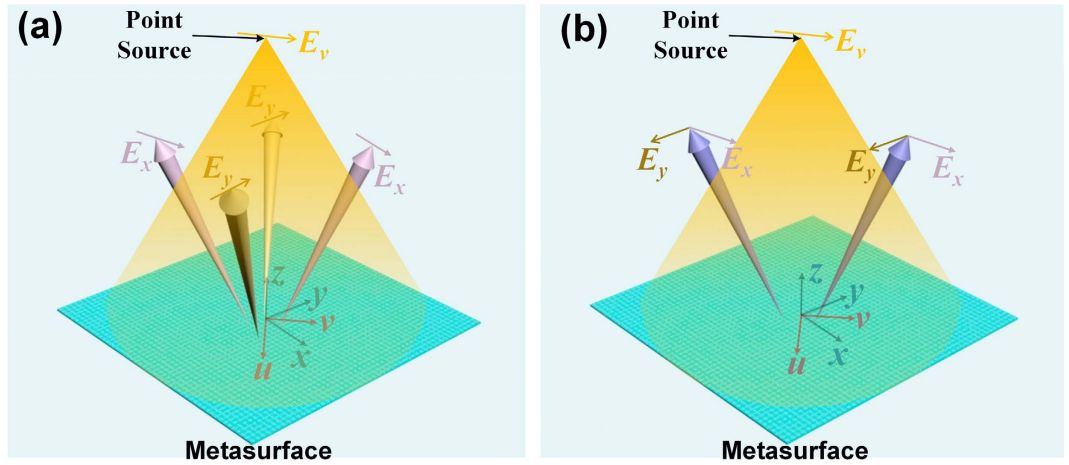 (a)
Point
Source
E_v
E_y
E_x
E_y
E_x
z
y
v
x
u
Metasurface
(b)
Point
Source
E_v
E_y
E_x
E_y
E_x
z
y
v
x
u
Metasurface